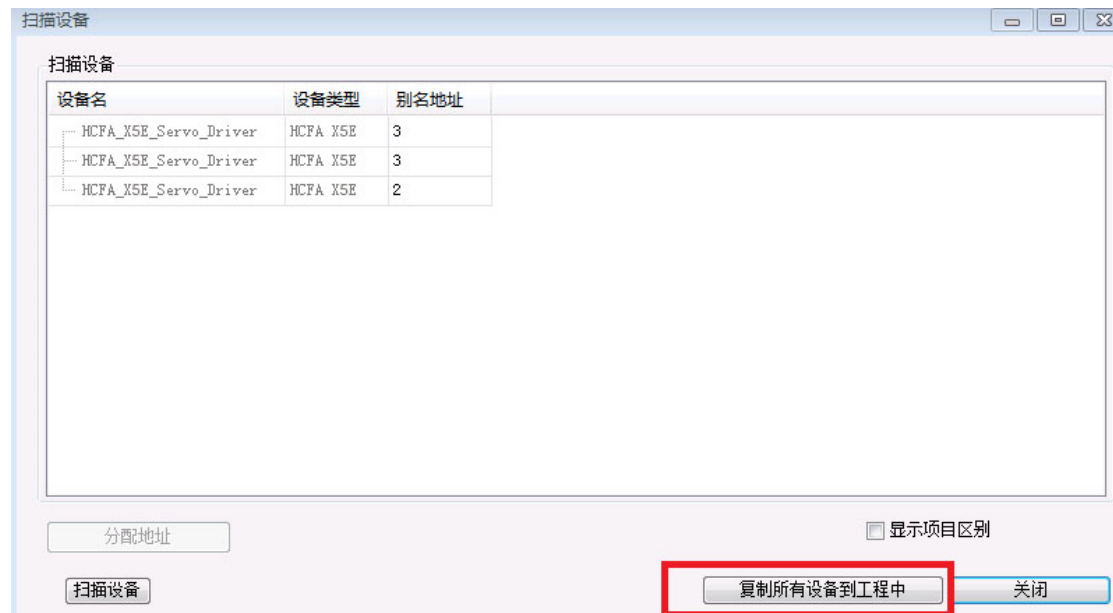 扫描设备
扫描设备
设备名 设备类型 别名地址
HCFA_X5E_Servo_Driver HCFA X5E 3
HCFA_X5E_Servo_Driver HCFA X5E 3
HCFA_X5E_Servo_Driver HCFA X5E 2
分配地址 显示项目区别
扫描设备 复制所有设备到工程中 关闭